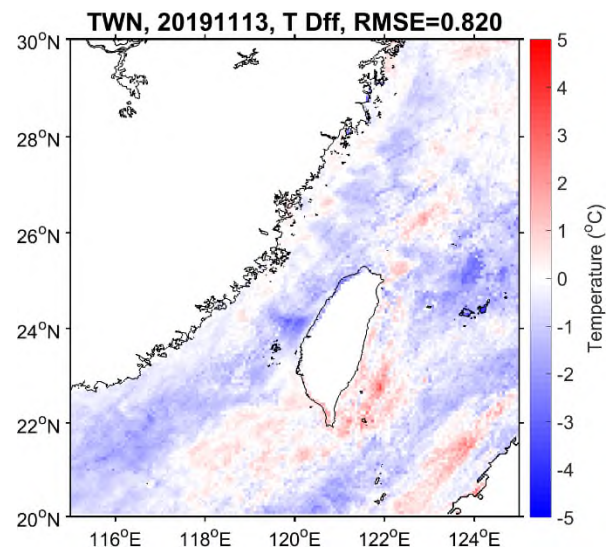 TWN, 20191113, T Dff, RMSE=0.820
30°N
28°N
26°N
24°N
22°N
20°N
116°E 118°E 120°E 122°E 124°E
5
4
3
2
1
0
-1
-2
-3
-4
-5
Temperature (°C)